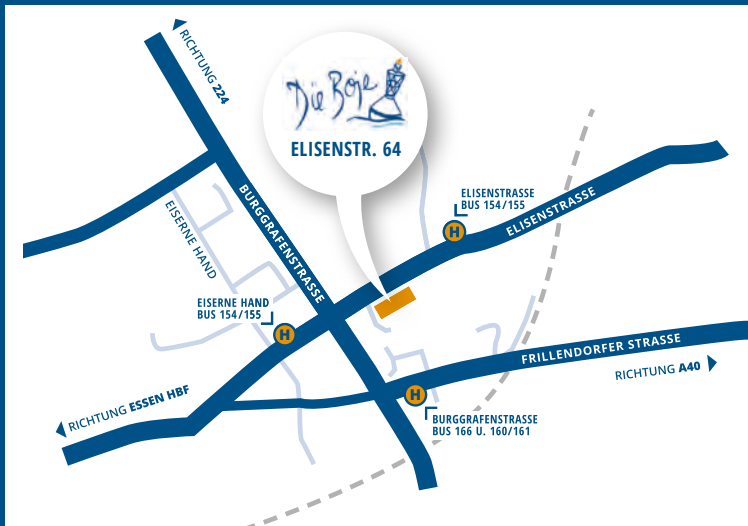 RICHTUNG 224
Die Boje
ELISENSTR. 64
ELISENSTRASSE
BUS 154/155
ELISENSTRASSE
BURGGRAFENSTRASSE
EISERNE HAND
EISERNE HAND
BUS 154/155
FRILLENDORFER STRASSE
RICHTUNG A40
RICHTUNG ESSEN HBF
H
H
H
BURGGRAFENSTRASSE
BUS 166 U. 160/161